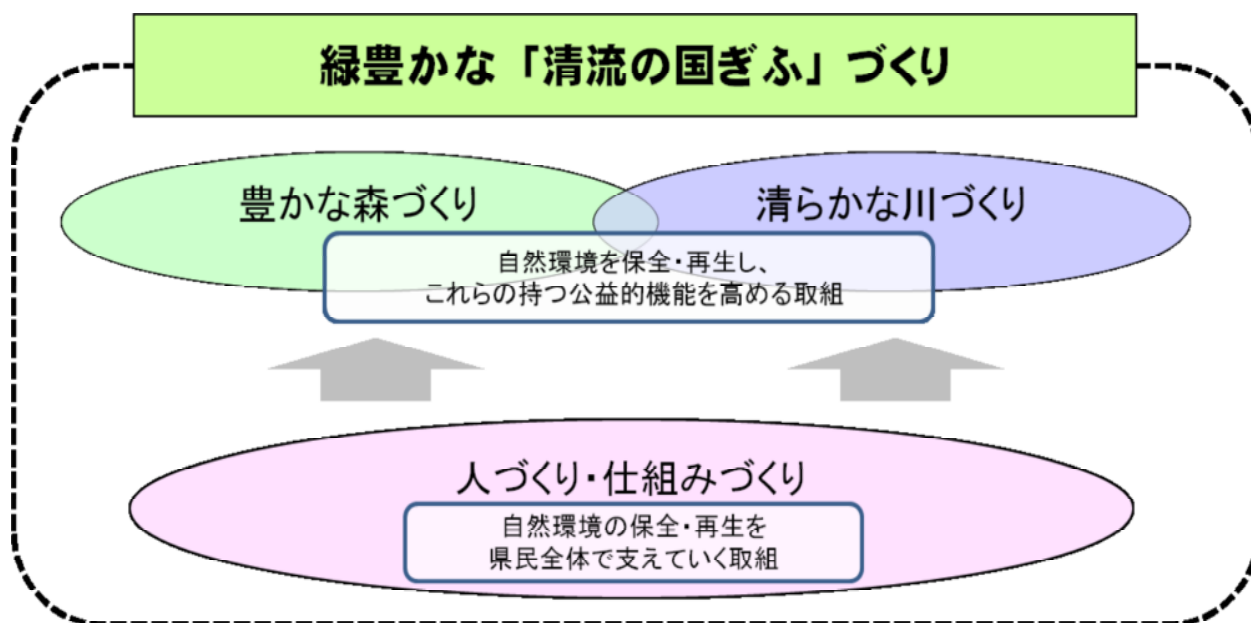 緑豊かな「清流の国ぎふ」づくり
豊かな森づくり
清らかな川づくり
自然環境を保全・再生し、
これらの持つ公益的機能を高める取組
人づくり・仕組みづくり
自然環境の保全・再生を
県民全体で支えていく取組